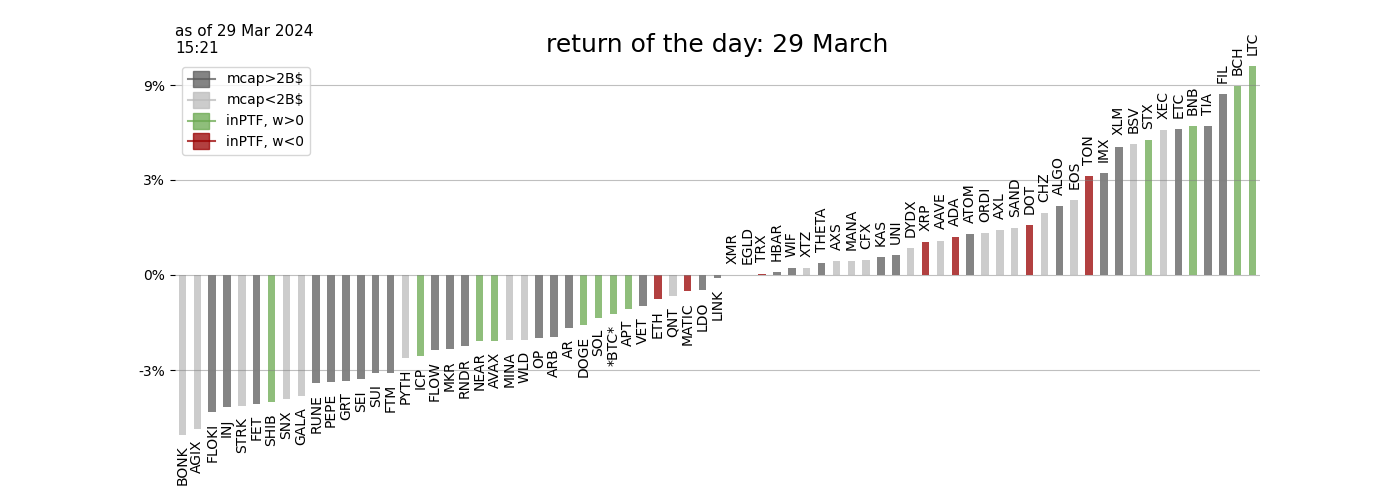 as of 29 Mar 2024
15:21
return of the day: 29 March
mcap>2B$
mcap<2B$
inPTF, w>0
inPTF, w<0
9%
3%
0%
-3%
BONK
AGIX
FLOKI
INJ
STRK
FET
SHIB
SNX
GALA
RUNE
PEPE
GRT
SEI
SUI
FTM
PYTH
ICP
FLOW
MKR
RNDR
NEAR
AVAX
MINA
WLD
OP
ARB
AR
DOGE
SOL
*BTC*
APT
VET
ETH
QNT
MATIC
LDO
LINK
XMR
EGLD
TRX
HBAR
WIF
XTZ
THETA
AXS
MANA
CFX
KAS
UNI
DYDX
XRP
AAVE
ADA
ATOM
ORDI
AXL
SAND
DOT
CHZ
ALGO
EOS
TON
IMX
XLM
BSV
STX
XEC
ETC
BNB
TIA
FIL
BCH
LTC